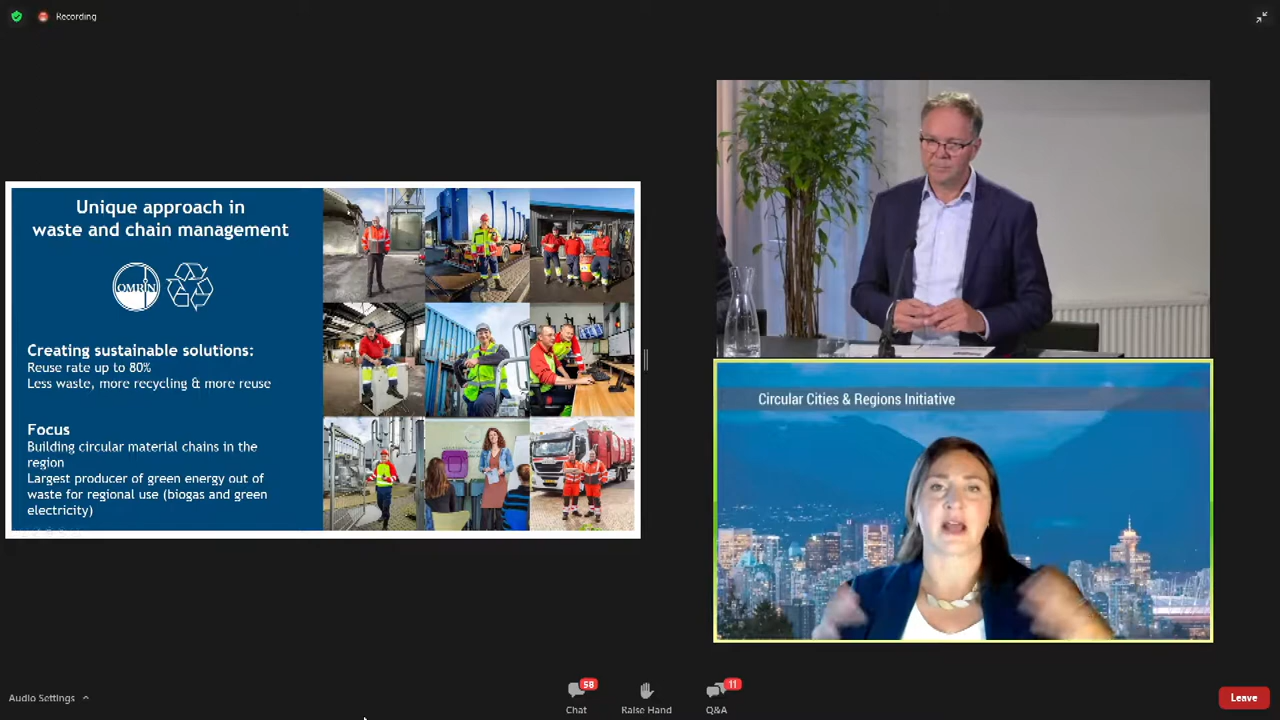 Recording
Unique approach in
waste and chain management
OMRIN
Creating sustainable solutions:
Reuse rate up to 80%
Less waste, more recycling & more reuse
Focus
Building circular material chains in the
region
Largest producer of green energy out of
waste for regional use (biogas and green
electricity)
Circular Cities & Regions Initiative
Audio Settings
58
Chat
Raise Hand
11
Q&A
Leave